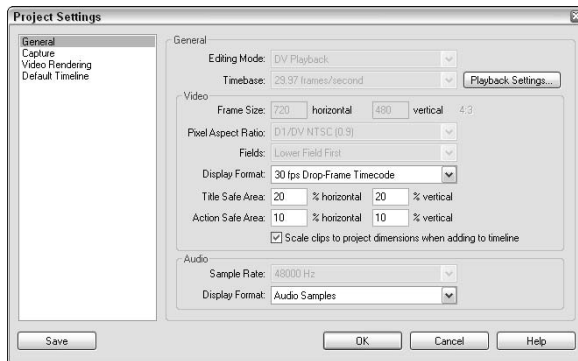 Project Settings
General
Capture
Video Rendering
Default Timeline
General
Editing Mode: DV Playback
Timebase: 29.97 frames/second Playback Settings...
Video
Frame Size: 720 horizontal 480 vertical 4:3
Pixel Aspect Ratio: D1/DV NTSC (0.9)
Fields: Lower Field First
Display Format: 30 fps Drop-Frame Timecode
Title Safe Area: 20 % horizontal 20 % vertical
Action Safe Area: 10 % horizontal 10 % vertical
Scale clips to project dimensions when adding to timeline
Audio
Sample Rate: 48000 Hz
Display Format: Audio Samples
Save OK Cancel Help